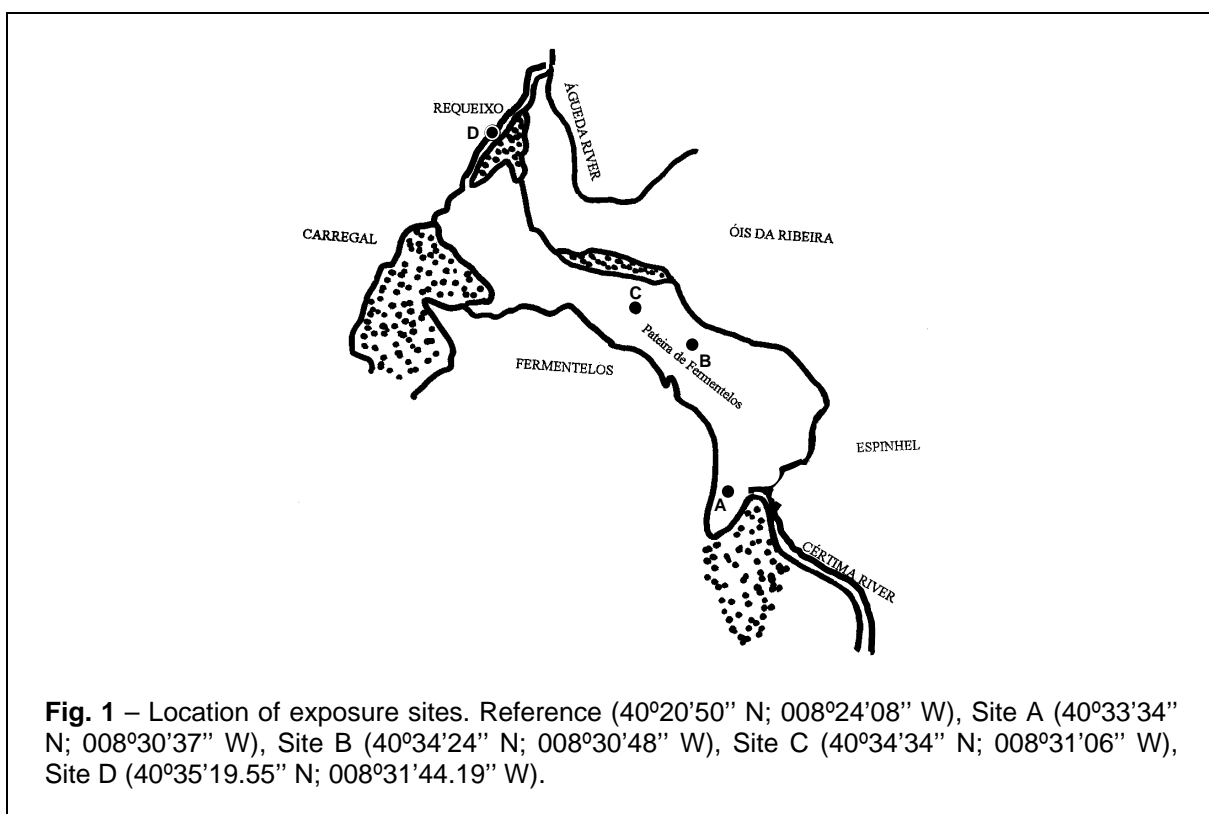 REQUEIXO
D
ÁGUEDA RIVER
CARREGAL
ÓIS DA RIBEIRA
C
B
Pateira de Fermentelos
FERMENTELOS
ESPINHEL
A
CÉRTIMA RIVER
Fig. 1 – Location of exposure sites. Reference (40º20’50’’ N; 008º24’08’’ W), Site A (40º33’34’’
N; 008º30’37’’ W), Site B (40º34’24’’ N; 008º30’48’’ W), Site C (40º34’34’’ N; 008º31’06’’ W),
Site D (40º35’19.55’’ N; 008º31’44.19’’ W).